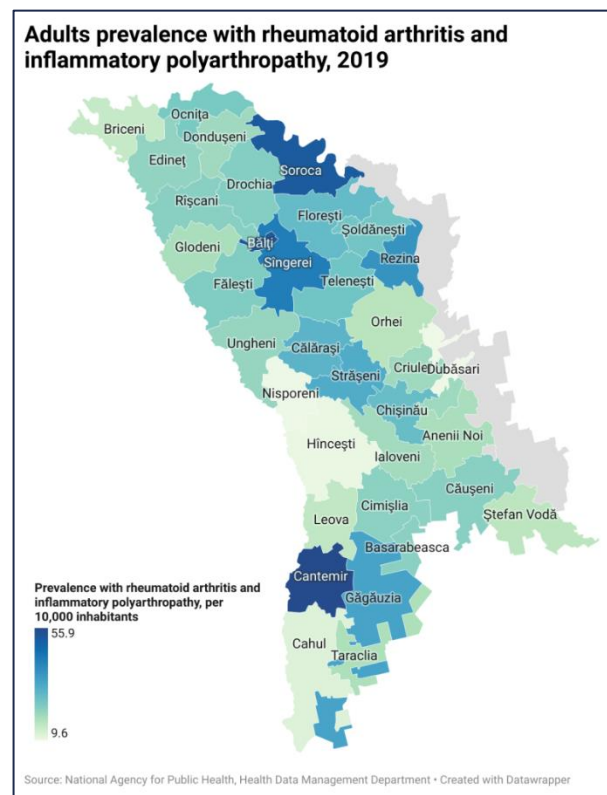 Adults prevalence with rheumatoid arthritis and
inflammatory polyarthropathy, 2019
Ocnița
Briceni
Dondușeni
Edineț
Soroca
Drochia
Rîșcani
Florești
Șoldănești
Bălți
Glodeni
Sîngerei
Rezina
Telenești
Fălești
Orhei
Ungheni
Călărași
Criule
Dubăsari
Strășeni
Nisporeni
Chișinău
Anenii Noi
Hîncești
Ialoveni
Căușeni
Cimișlia
Leova
Ștefan Vodă
Basarabeasca
Cantemir
Găgăuzia
Prevalence with rheumatoid arthritis and
inflammatory polyarthropathy, per
10,000 inhabitants
55.9
Cahul
Taraclia
9.6
Source: National Agency for Public Health, Health Data Management Department • Created with Datawrapper